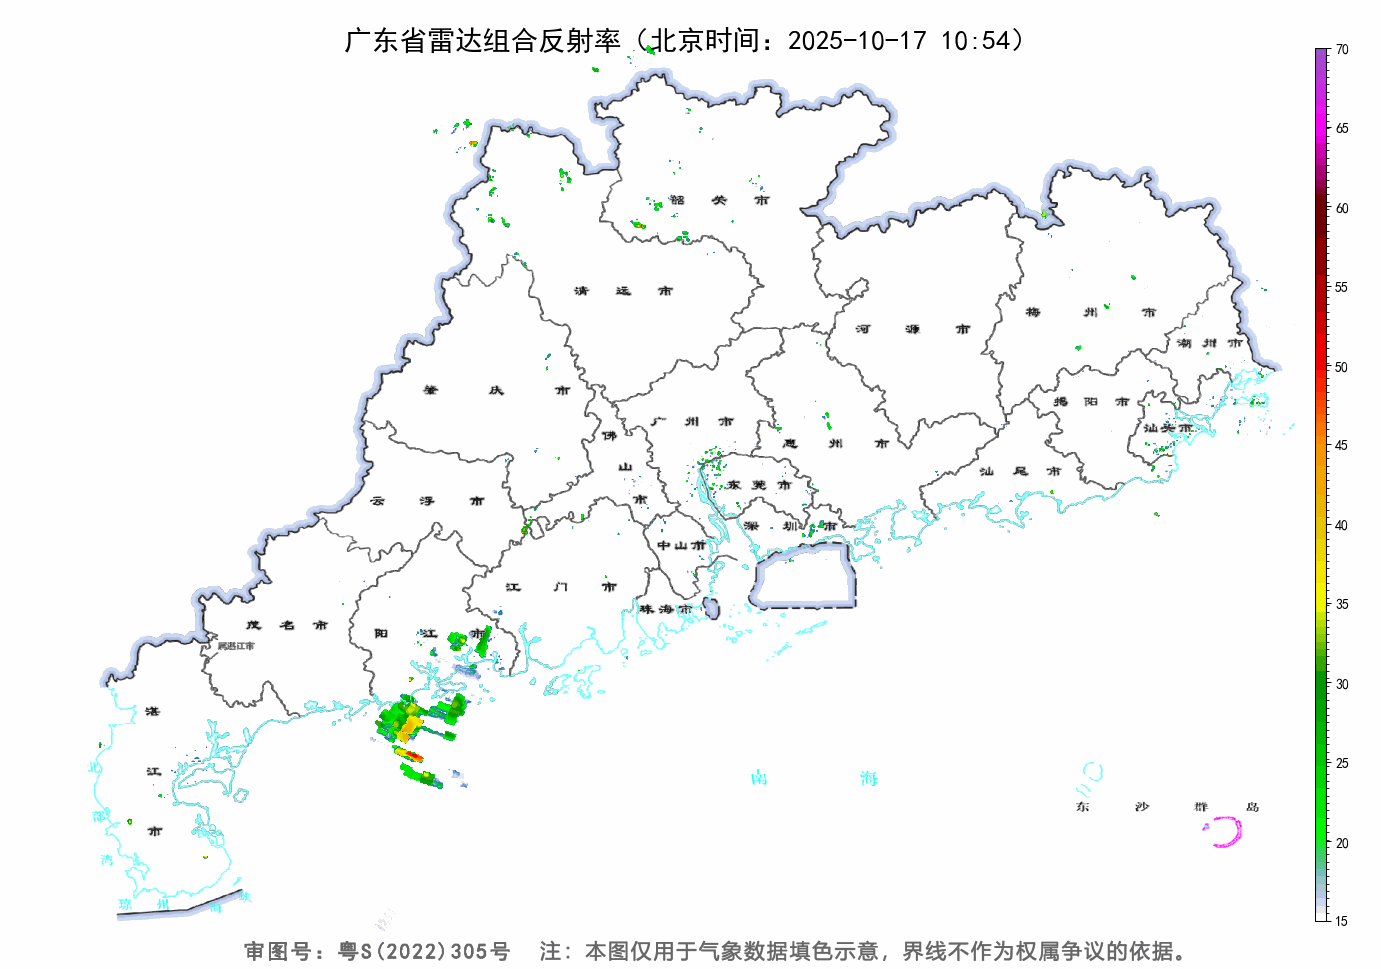 广东省雷达组合反射率（北京时间：2025-10-17 10:54）
70
65
60
55
50
45
40
35
30
25
20
15
韶关市
清远市
河源市
梅州市
潮州市
肇庆市
广州市
佛山市
惠州市
揭阳市
汕头市
汕尾市
云浮市
东莞市
深圳市
中山市
江门市
珠海市
茂名市
属湛江市
阳江市
湛江市
北部湾
琼州海峡
南海
东沙群岛
审图号：粤S(2022)305号 注：本图仅用于气象数据填色示意，界线不作为权属争议的依据。